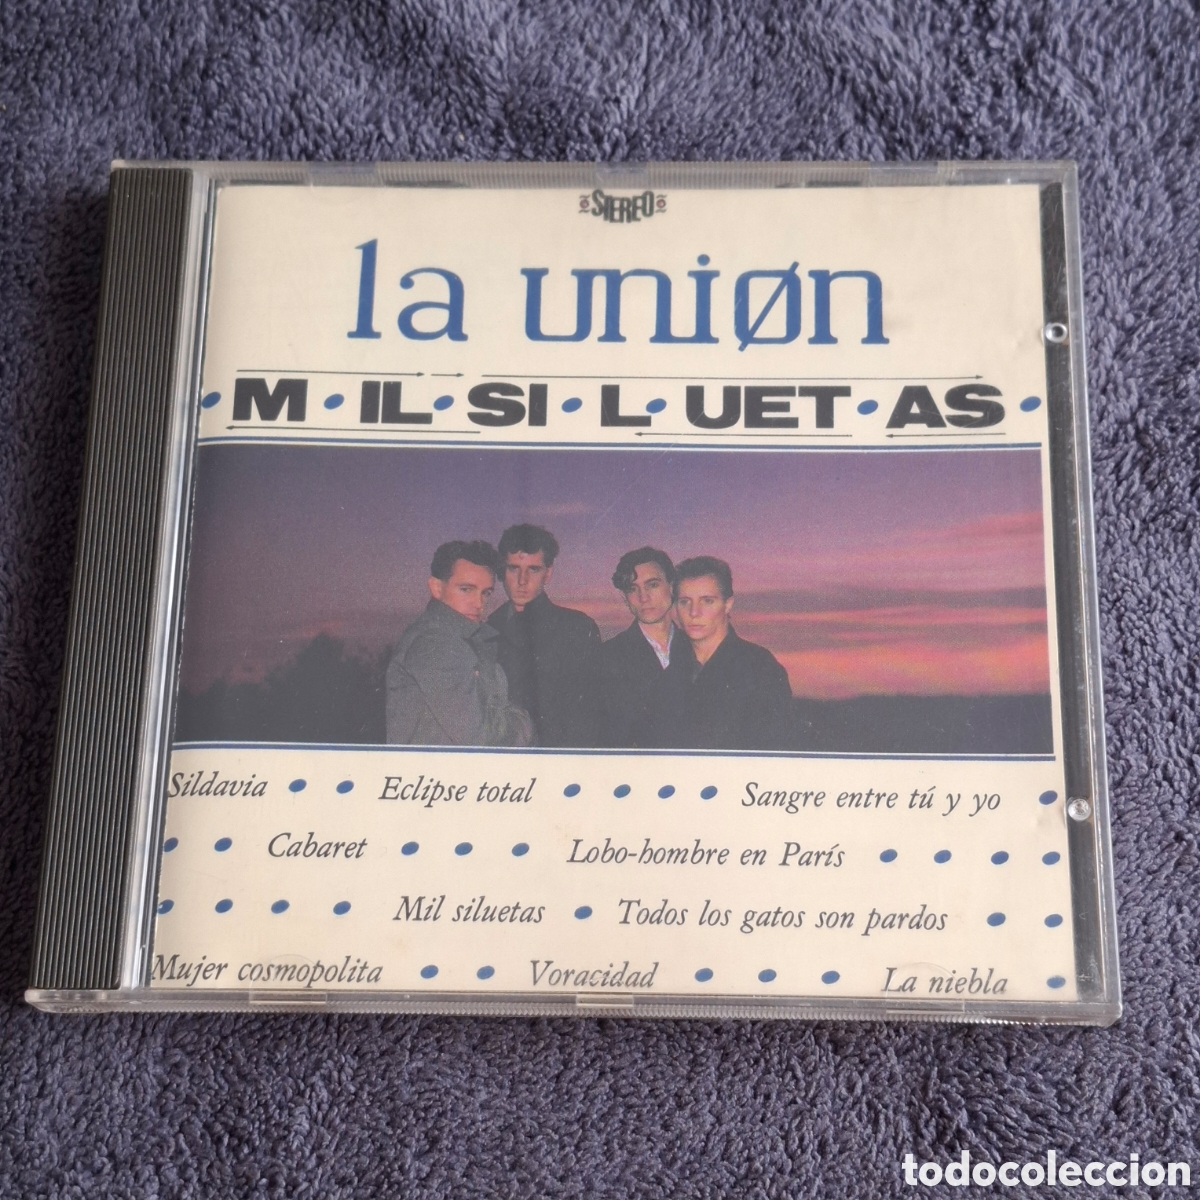 STEREO
la uniøn
·M·IL·SI·L·UET·AS·
Sildavia • • Eclipse total • • • • Sangre entre tú y yo •
• • Cabaret • • • Lobo-hombre en París • • • •
• • • • Mil siluetas • Todos los gatos son pardos • •
Mujer cosmopolita • • Voracidad • • • La niebla •
todocoleccion